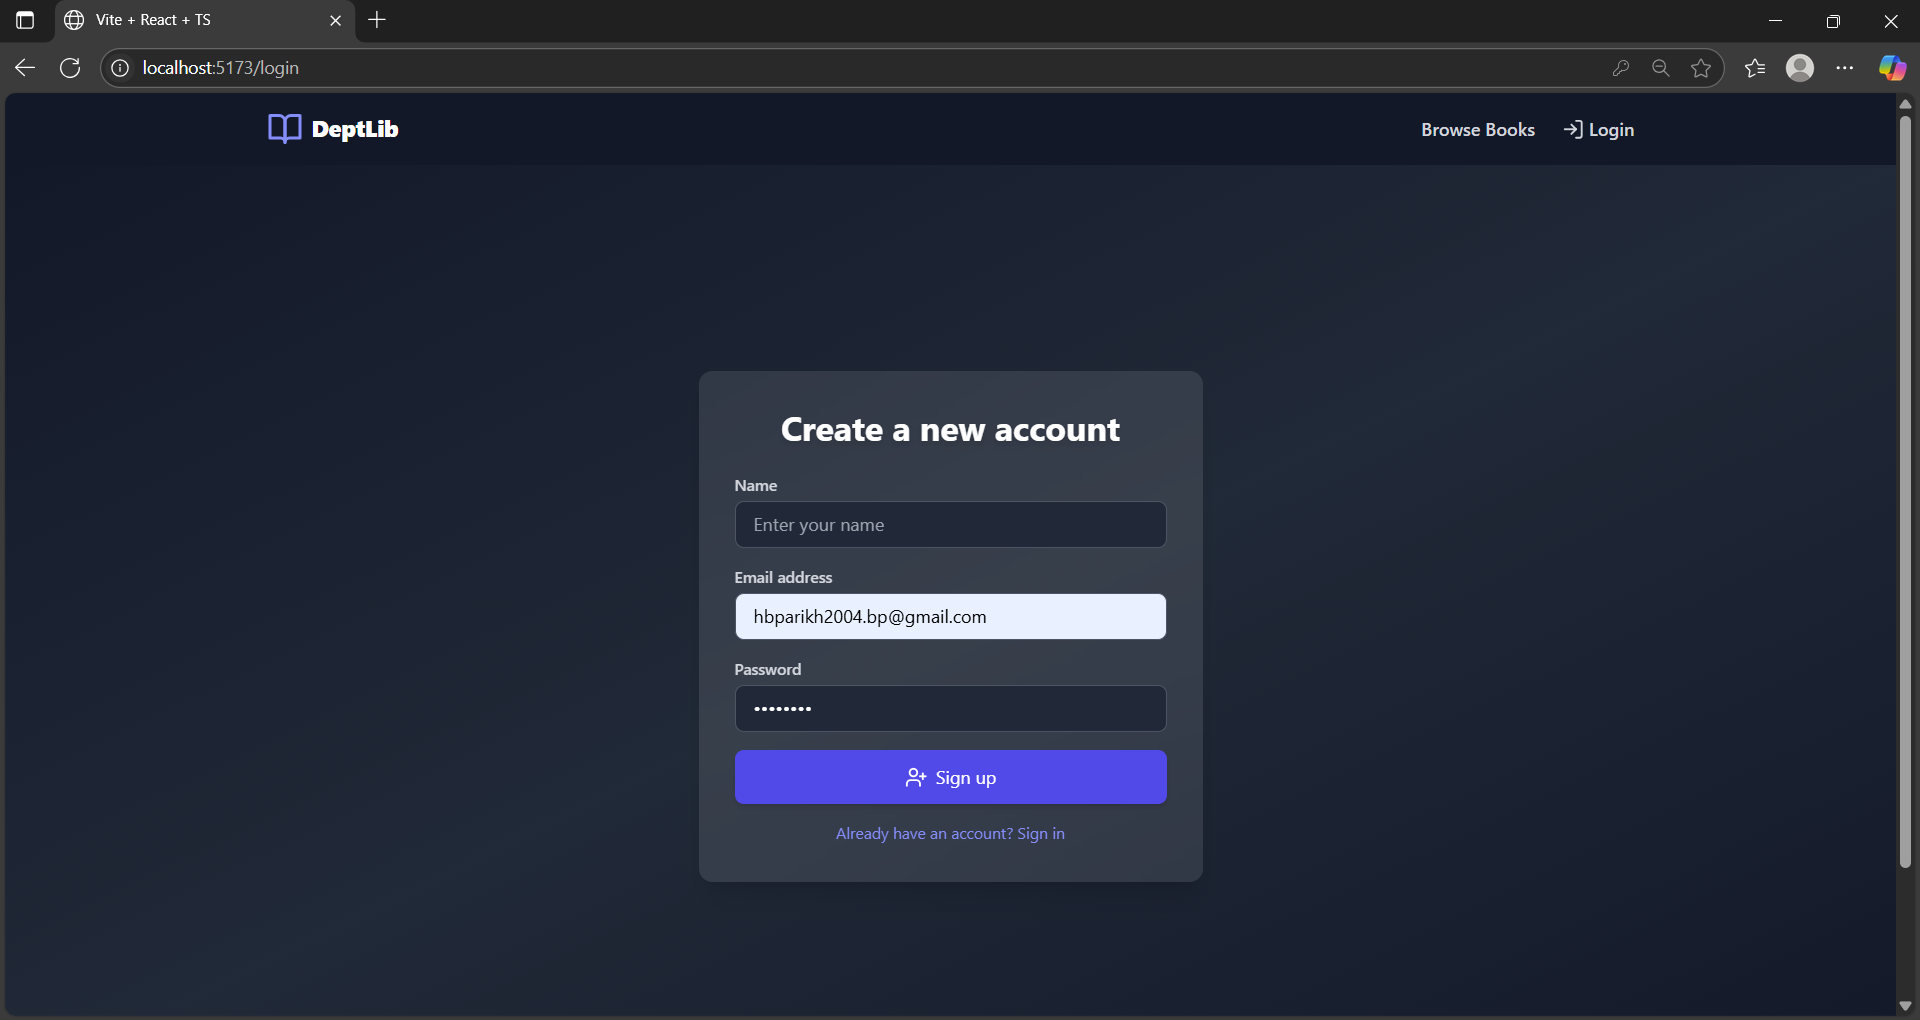 Vite + React + TS
localhost:5173/login
DeptLib
Browse Books
Login
Create a new account
Name
Enter your name
Email address
hbparikh2004.bp@gmail.com
Password
••••••••
Sign up
Already have an account? Sign in